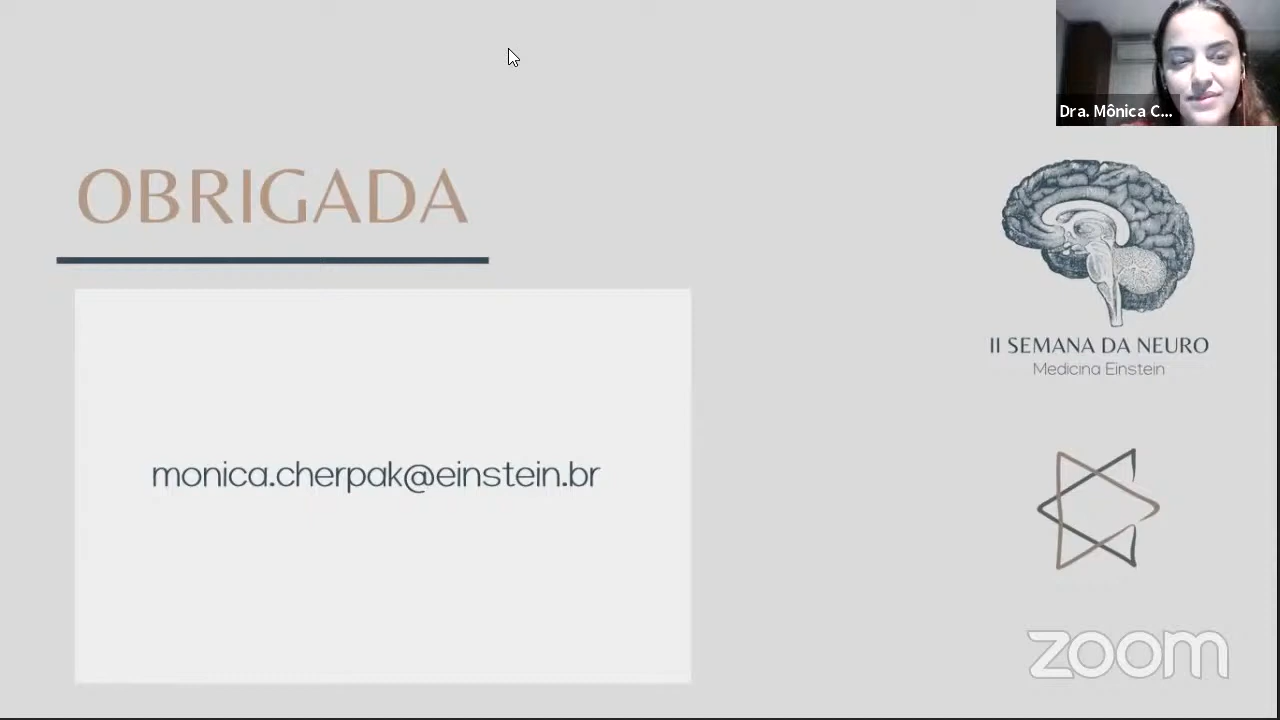 Dra. Mônica C...
OBRIGADA
monica.cherpak@einstein.br
II SEMANA DA NEURO
Medicina Einstein
zoom